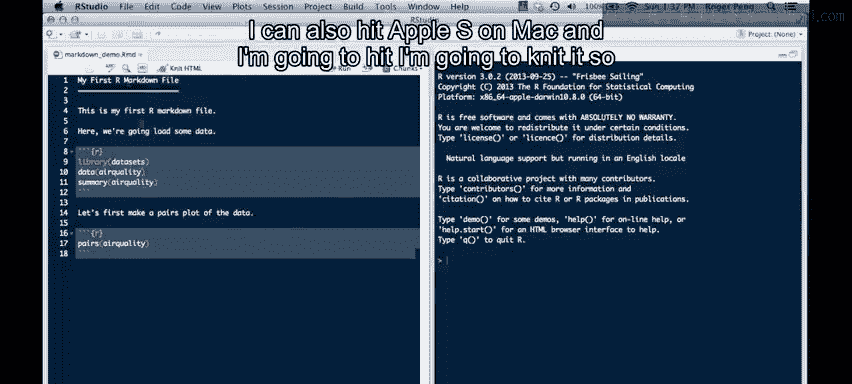 RStudio File Edit Code View Plots Session Project Build Tools Window Help 100% Sun 1:37 PM Roger Peng
RStudio
I can also hit Apple S on Mac and
I'm going to hit I'm going to knit it so
Project: (None)
markdown_demo.Rmd
Knit HTML Run Chunks
1 My First R Markdown File
2 ======================
3
4 This is my first R markdown file.
5
6 Here, we're going load some data.
7
8 ```{r}
9 library(datasets)
10 data(airquality)
11 summary(airquality)
12 ```
13
14 Let's first make a pairs plot of the data.
15
16 ```{r}
17 pairs(airquality)
18 ```
R version 3.0.2 (2013-09-25) -- "Frisbee Sailing"
Copyright (C) 2013 The R Foundation for Statistical Computing
Platform: x86_64-apple-darwin10.8.0 (64-bit)
R is free software and comes with ABSOLUTELY NO WARRANTY.
You are welcome to redistribute it under certain conditions.
Type 'license()' or 'licence()' for distribution details.
Natural language support but running in an English locale
R is a collaborative project with many contributors.
Type 'contributors()' for more information and
'citation()' on how to cite R or R packages in publications.
Type 'demo()' for some demos, 'help()' for on-line help, or
'help.start()' for an HTML browser interface to help.
Type 'q()' to quit R.
>